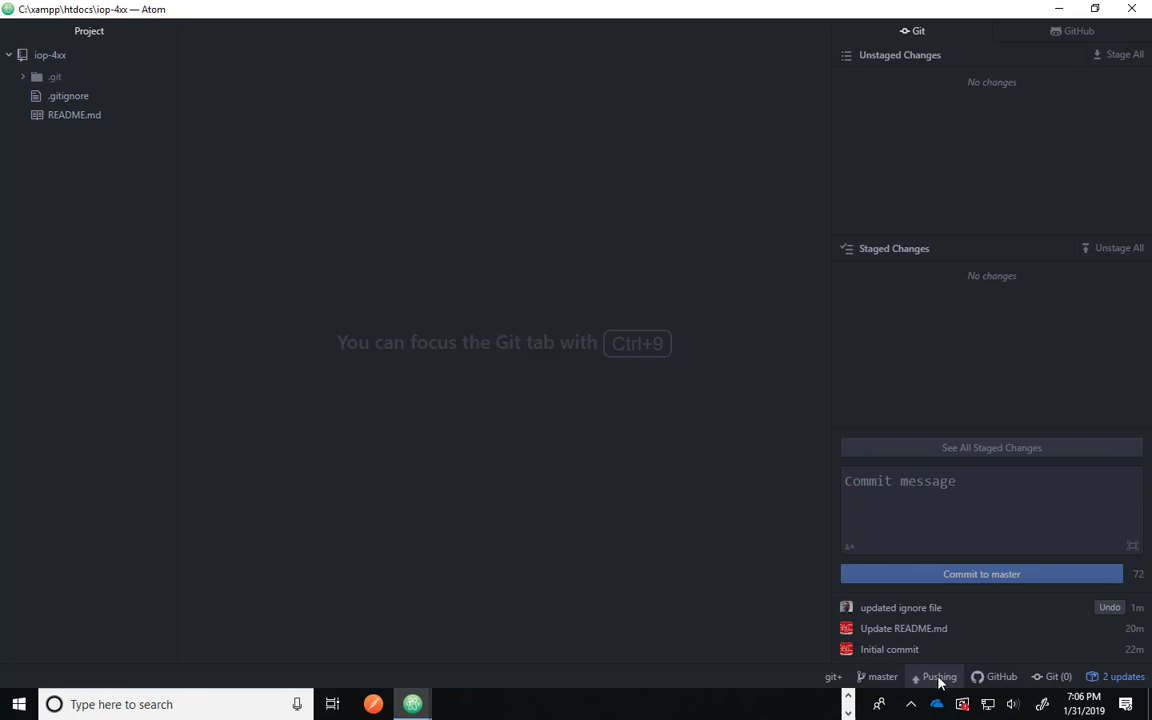 C:\xampp\htdocs\iop-4xx — Atom
Project
iop-4xx
.git
.gitignore
README.md
You can focus the Git tab with Ctrl+9
Git
GitHub
Unstaged Changes
Stage All
No changes
Staged Changes
Unstage All
No changes
See All Staged Changes
Commit message
Commit to master
72
updated ignore file
Undo
1m
Update README.md
20m
Initial commit
22m
git+
master
Pushing
GitHub
Git (0)
2 updates
Type here to search
7:06 PM
1/31/2019